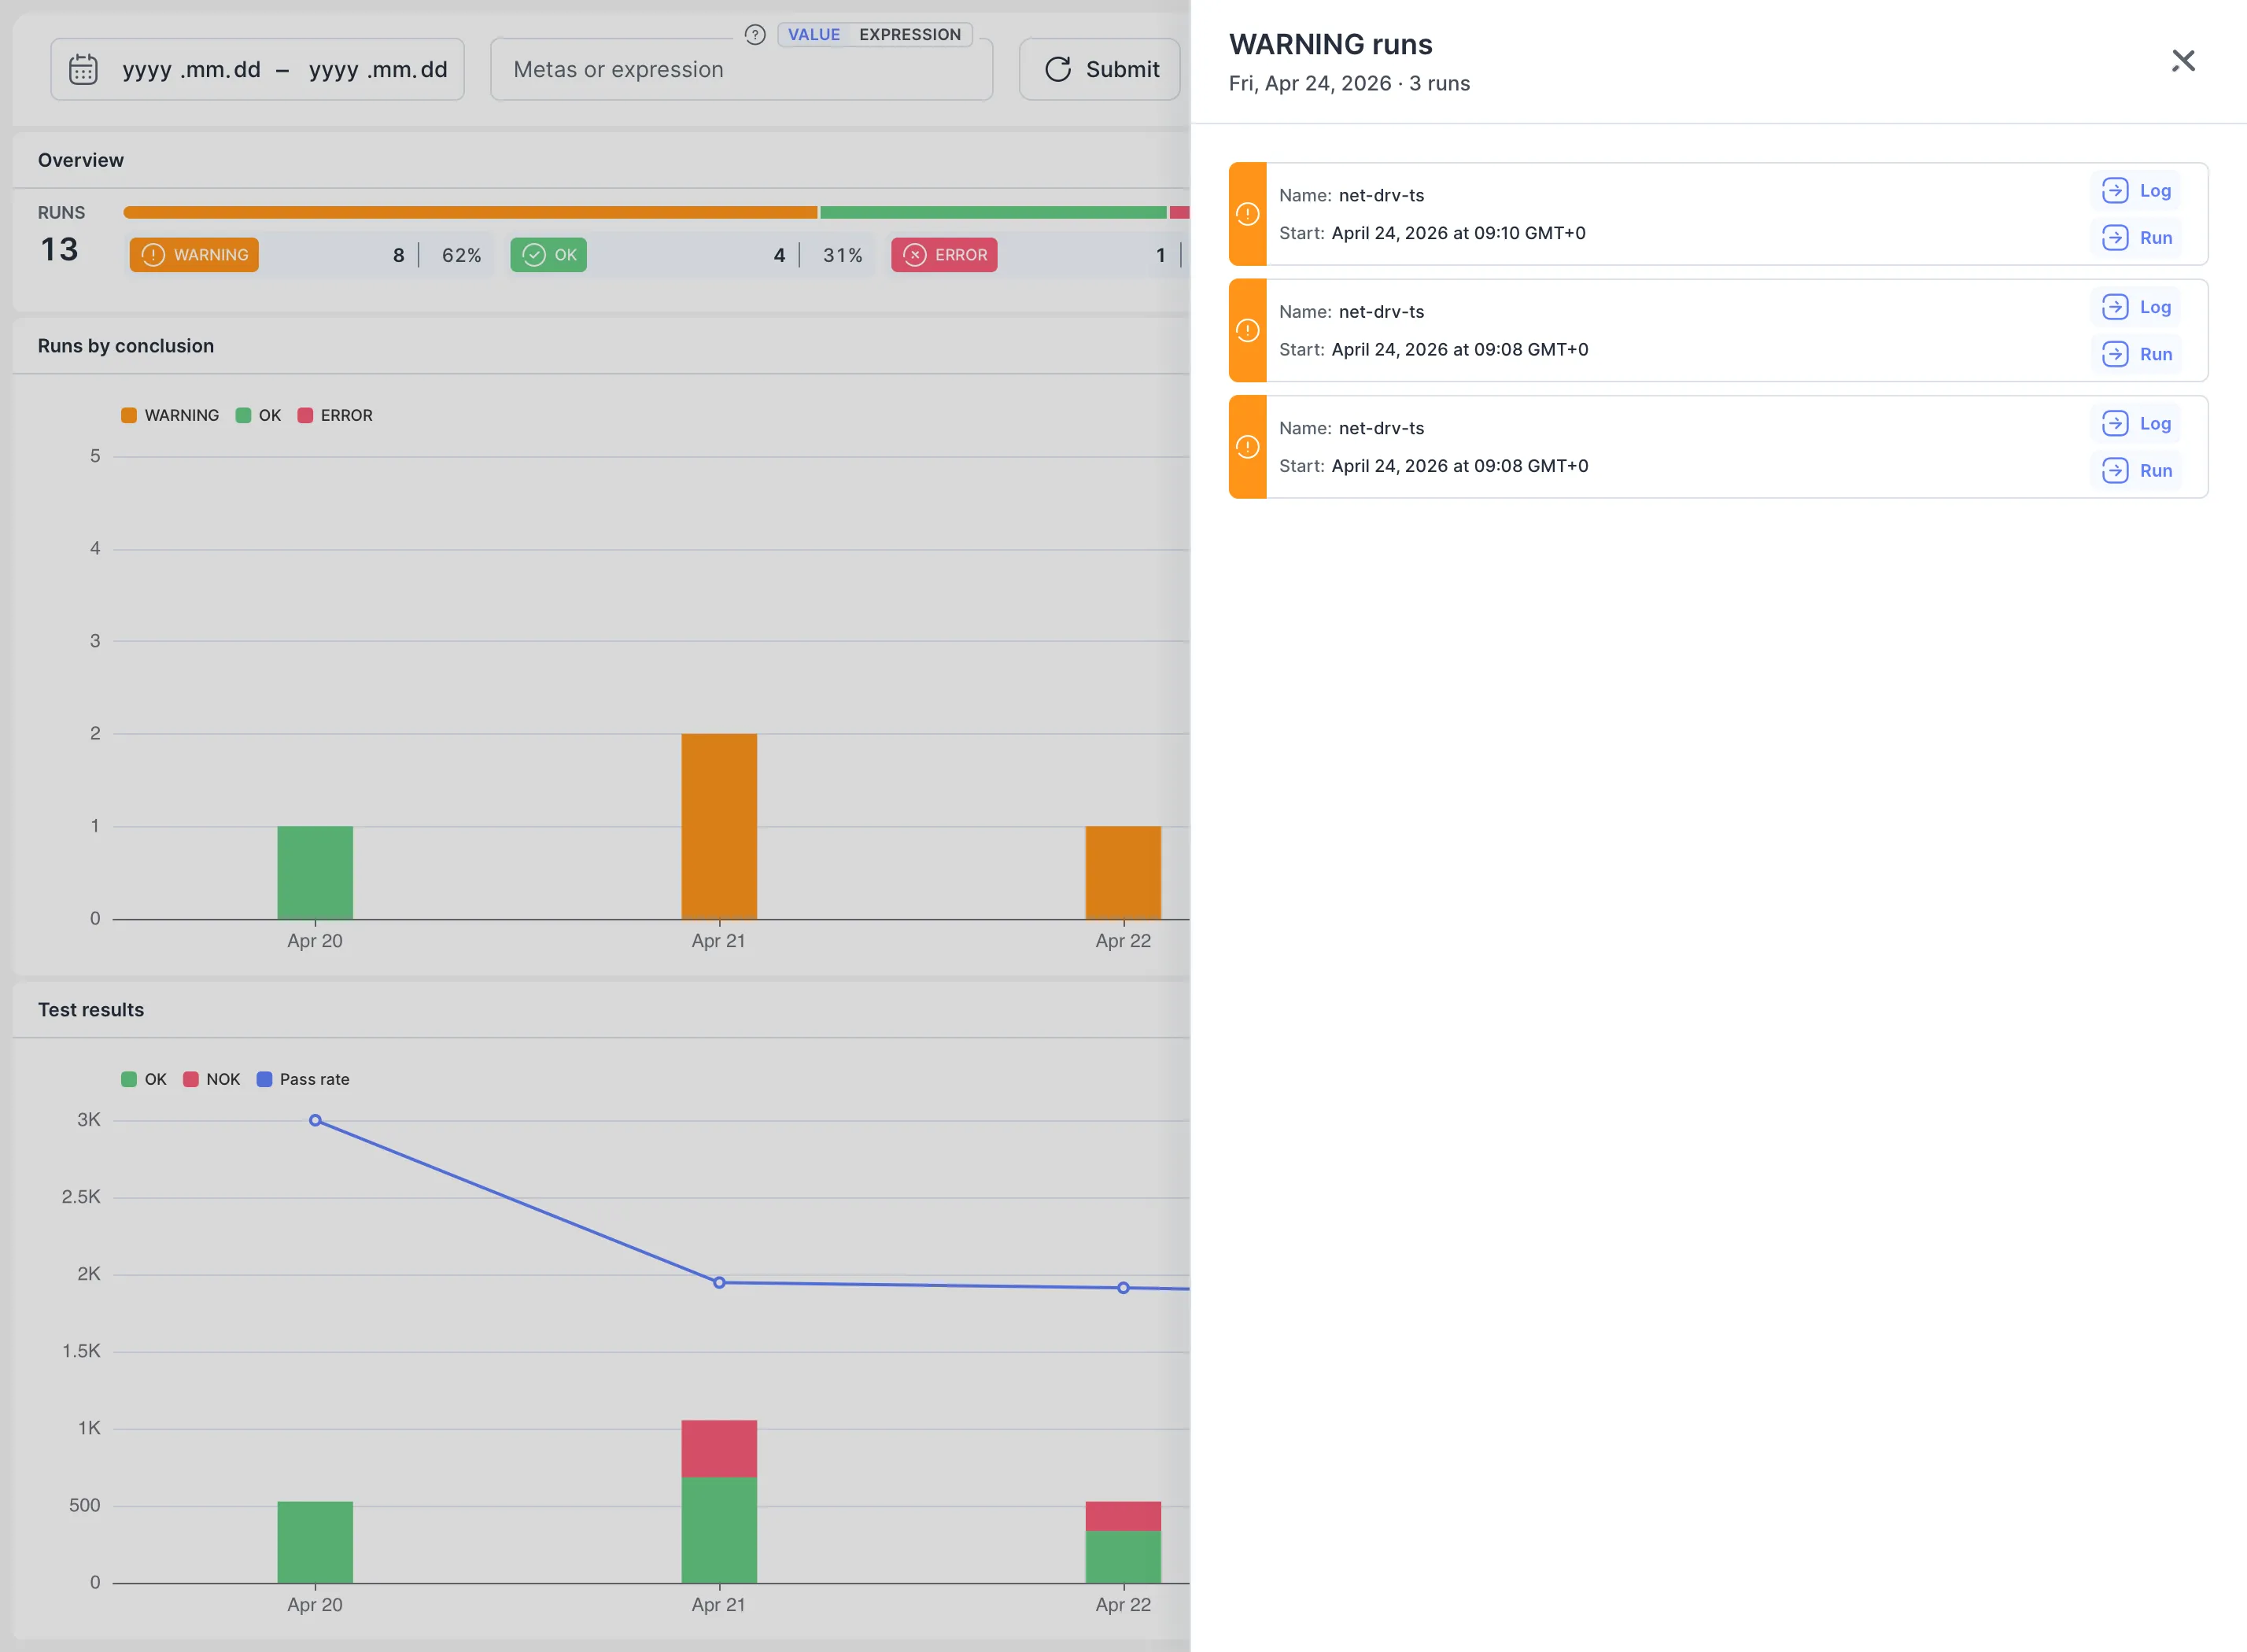 VALUE EXPRESSION
yyyy .mm.dd – yyyy .mm.dd
Metas or expression
Submit
Overview
RUNS
13
WARNING 8 62%
OK 4 31%
ERROR 1
Runs by conclusion
WARNING OK ERROR
5
4
3
2
1
0
Apr 20 Apr 21 Apr 22
Test results
OK NOK Pass rate
3K
2.5K
2K
1.5K
1K
500
0
Apr 20 Apr 21 Apr 22
WARNING runs
Fri, Apr 24, 2026 · 3 runs
Name: net-drv-ts
Start: April 24, 2026 at 09:10 GMT+0
Log
Run
Name: net-drv-ts
Start: April 24, 2026 at 09:08 GMT+0
Log
Run
Name: net-drv-ts
Start: April 24, 2026 at 09:08 GMT+0
Log
Run